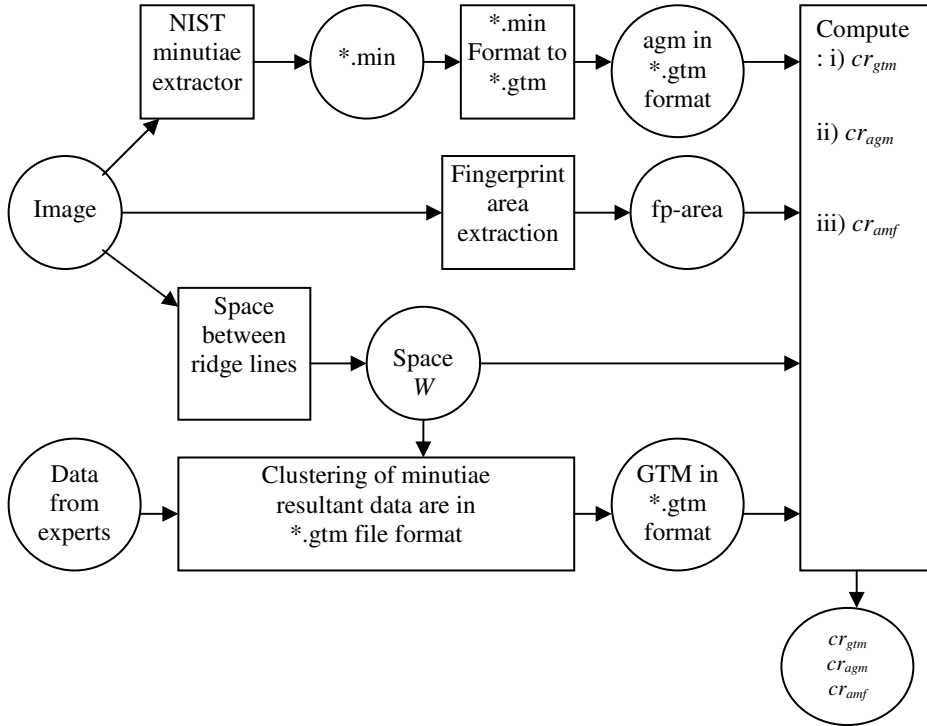 NIST
minutiae
extractor
*.min
*.min
Format to
*.gtm
agm in
*.gtm
format
Compute
: i) cr_gtm
ii) cr_agm
iii) cr_amf
Image
Fingerprint
area
extraction
fp-area
Space
between
ridge lines
Space
W
Data
from
experts
Clustering of minutiae
resultant data are in
*.gtm file format
GTM in
*.gtm
format
cr_gtm
cr_agm
cr_amf